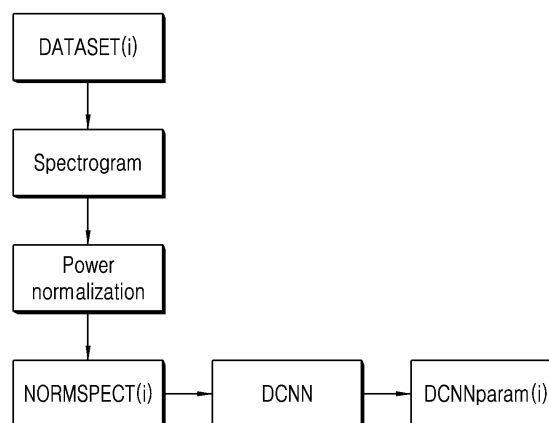 DATASET(i)
Spectrogram
Power
normalization
NORMSPECT(i)
DCNN
DCNNparam(i)